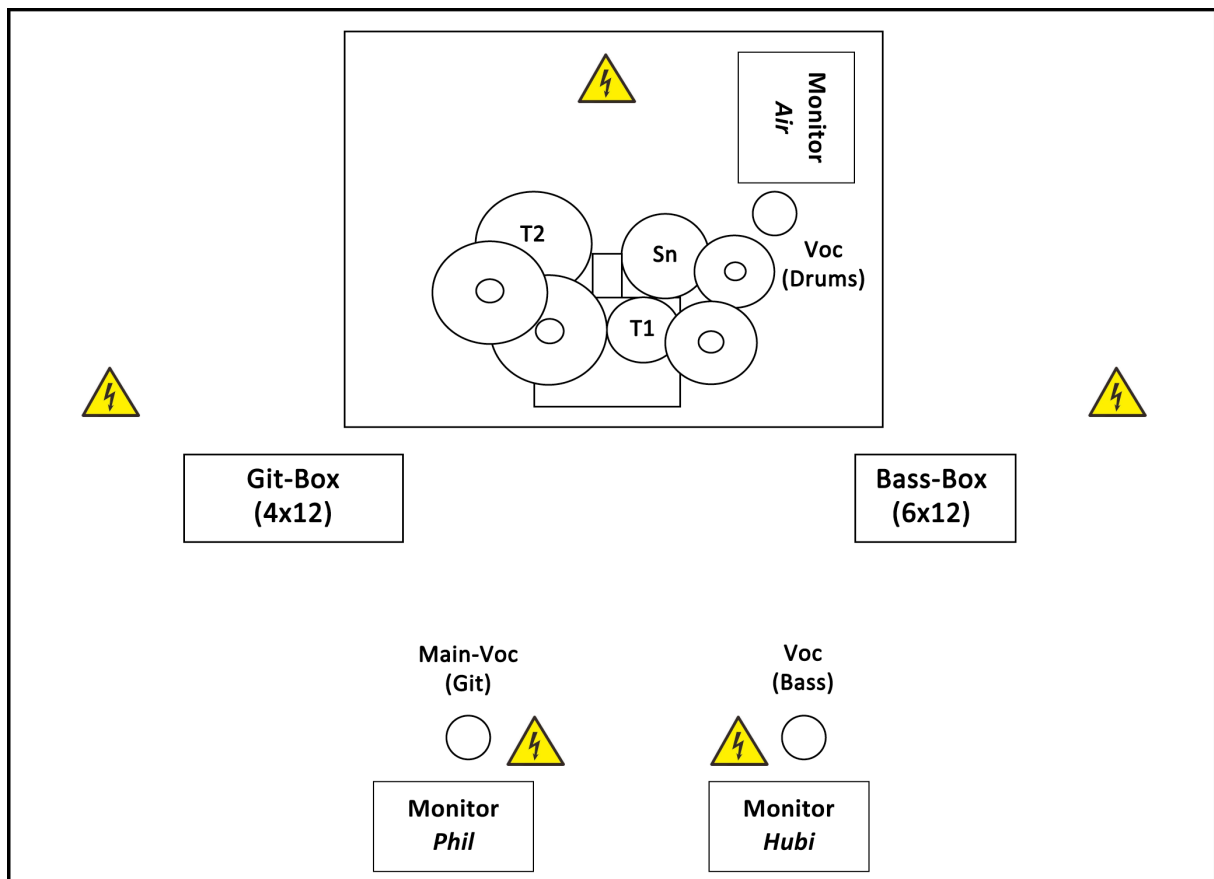 Monitor
Air
T2
Sn
Voc
(Drums)
T1
Git-Box
(4x12)
Bass-Box
(6x12)
Main-Voc
(Git)
Voc
(Bass)
Monitor
Phil
Monitor
Hubi